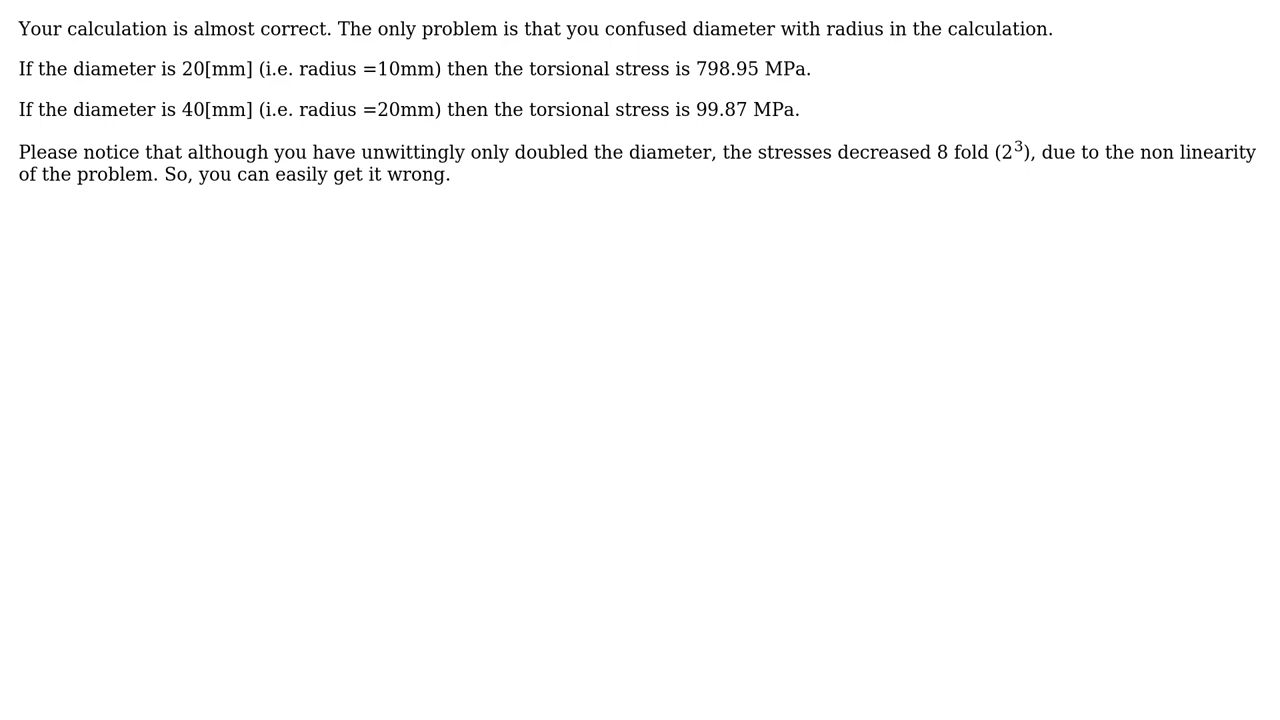 Your calculation is almost correct. The only problem is that you confused diameter with radius in the calculation.
If the diameter is 20[mm] (i.e. radius =10mm) then the torsional stress is 798.95 MPa.
If the diameter is 40[mm] (i.e. radius =20mm) then the torsional stress is 99.87 MPa.
Please notice that although you have unwittingly only doubled the diameter, the stresses decreased 8 fold (2³), due to the non linearity
of the problem. So, you can easily get it wrong.